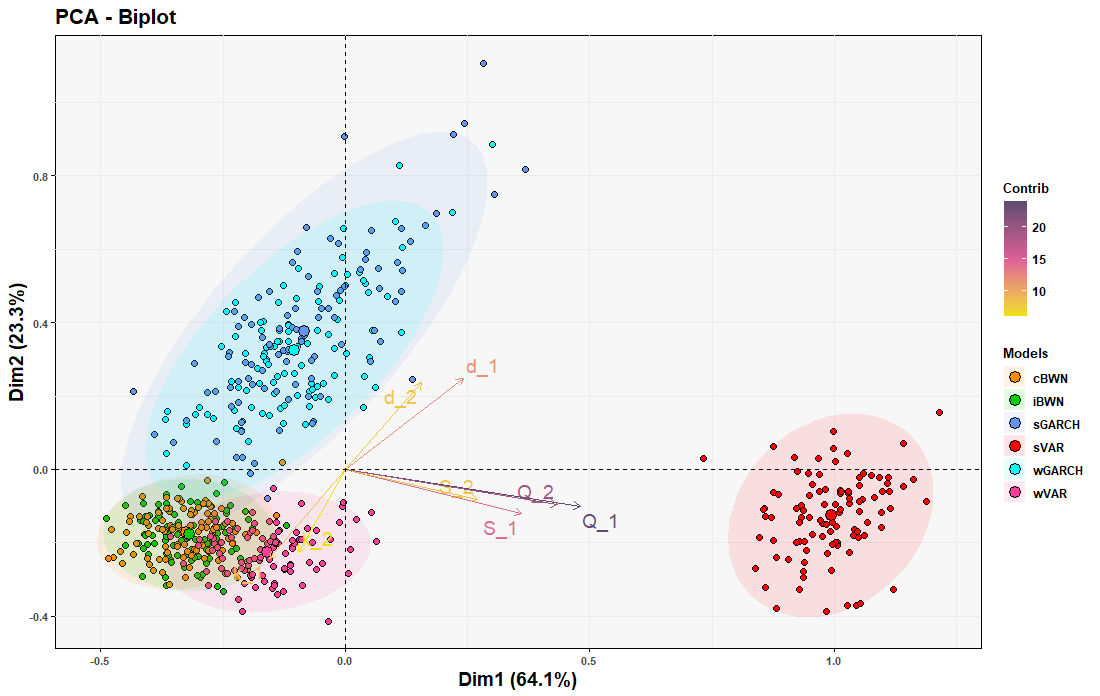 PCA - Biplot
Dim2 (23.3%)
0.8
0.4
0.0
-0.4
d_1
d_2
S_2
Q_2
Q_1
S_1
-0.5
0.0
0.5
1.0
Dim1 (64.1%)
Contrib
20
15
10
Models
cBWN
iBWN
sGARCH
sVAR
wGARCH
wVAR